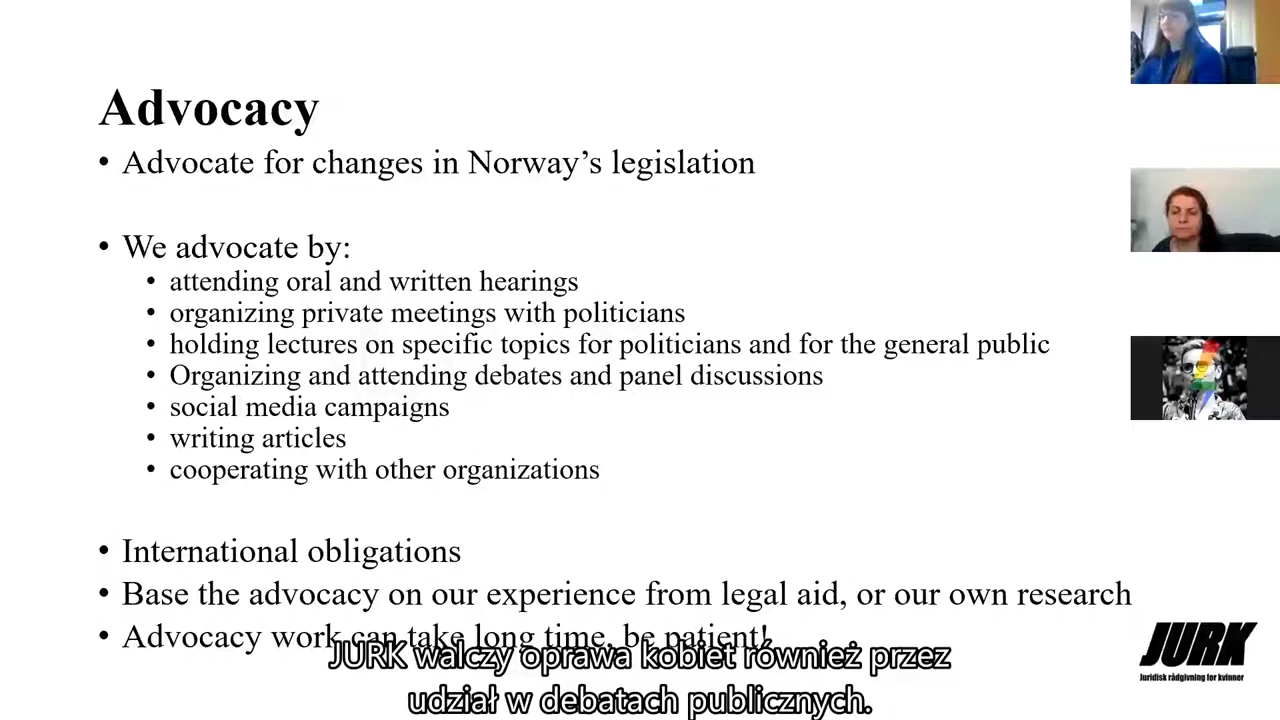 Advocacy
• Advocate for changes in Norway’s legislation
• We advocate by:
• attending oral and written hearings
• organizing private meetings with politicians
• holding lectures on specific topics for politicians and for the general public
• Organizing and attending debates and panel discussions
• social media campaigns
• writing articles
• cooperating with other organizations
• International obligations
• Base the advocacy on our experience from legal aid, or our own research
• Advocacy work can take long time, be patient!
JURK walczy oprawa kobiet również przez
udział w debatach publicznych.
JURK
Juridisk rådgivning for kvinner